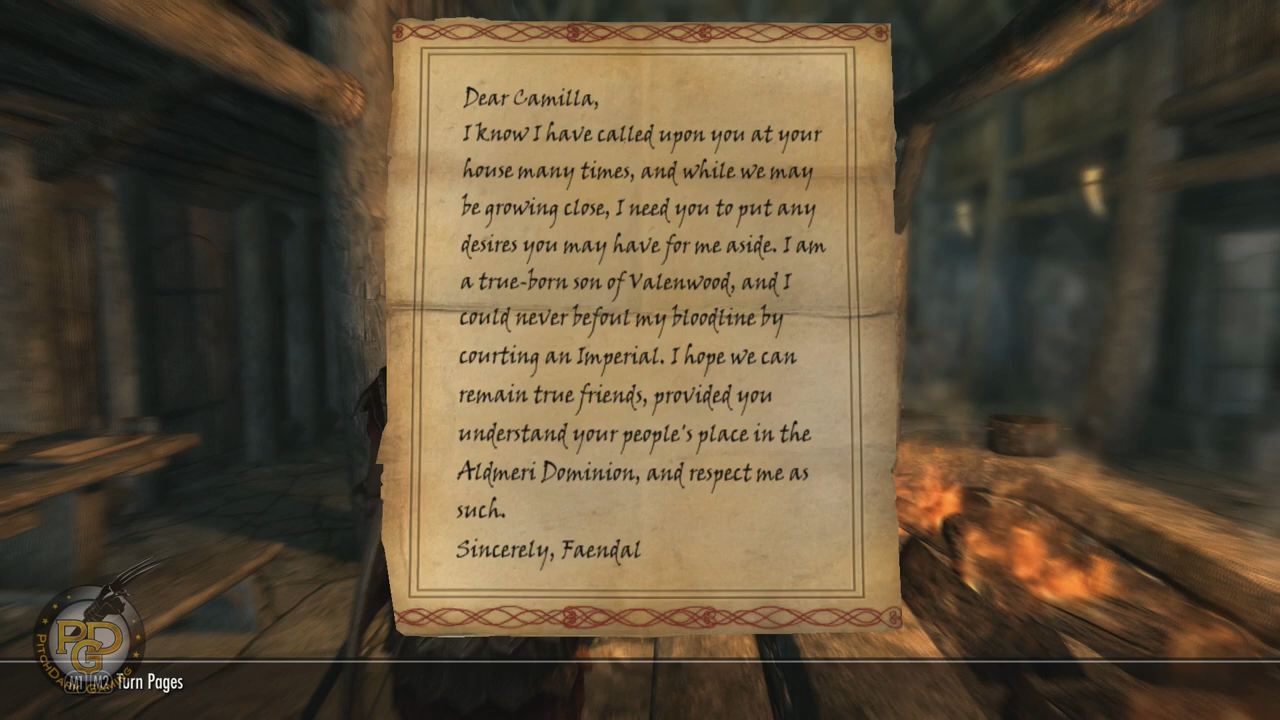 Dear Camilla,
I know I have called upon you at your
house many times, and while we may
be growing close, I need you to put any
desires you may have for me aside. I am
a true-born son of Valenwood, and I
could never befoul my bloodline by
courting an Imperial. I hope we can
remain true friends, provided you
understand your people's place in the
Aldmeri Dominion, and respect me as
such.
Sincerely, Faendal
PDG
PITCHDARK GAMING
Turn Pages